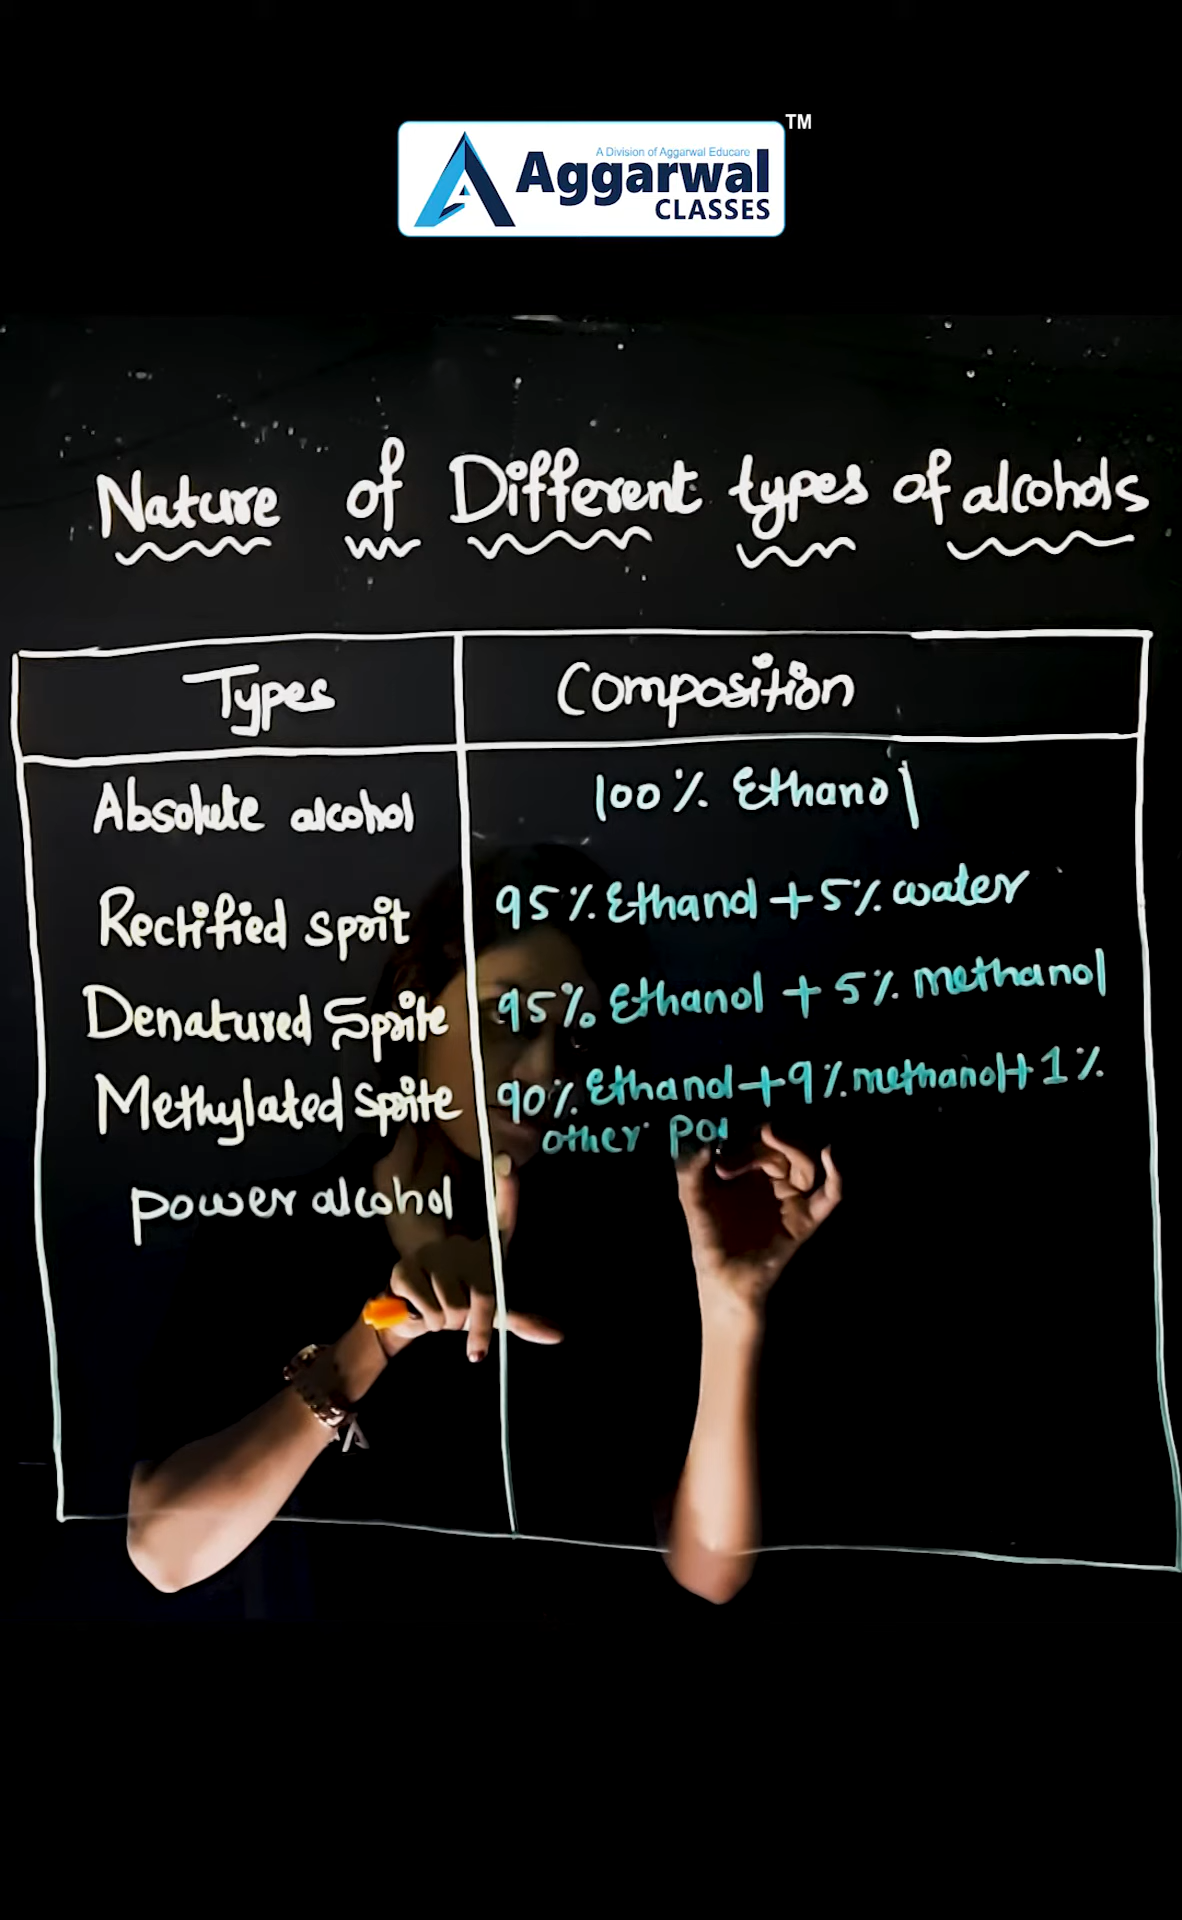 TM
A Division of Aggarwal Educare
Aggarwal
CLASSES
Nature of Different types of alcohols
Types Composition
Absolute alcohol 100% Ethanol
Rectified sprit 95% Ethanol + 5% water
Denatured Sprite 95% Ethanol + 5% methanol
Methylated Sprite 90% Ethanol + 9% methanol + 1%
other
power alcohol